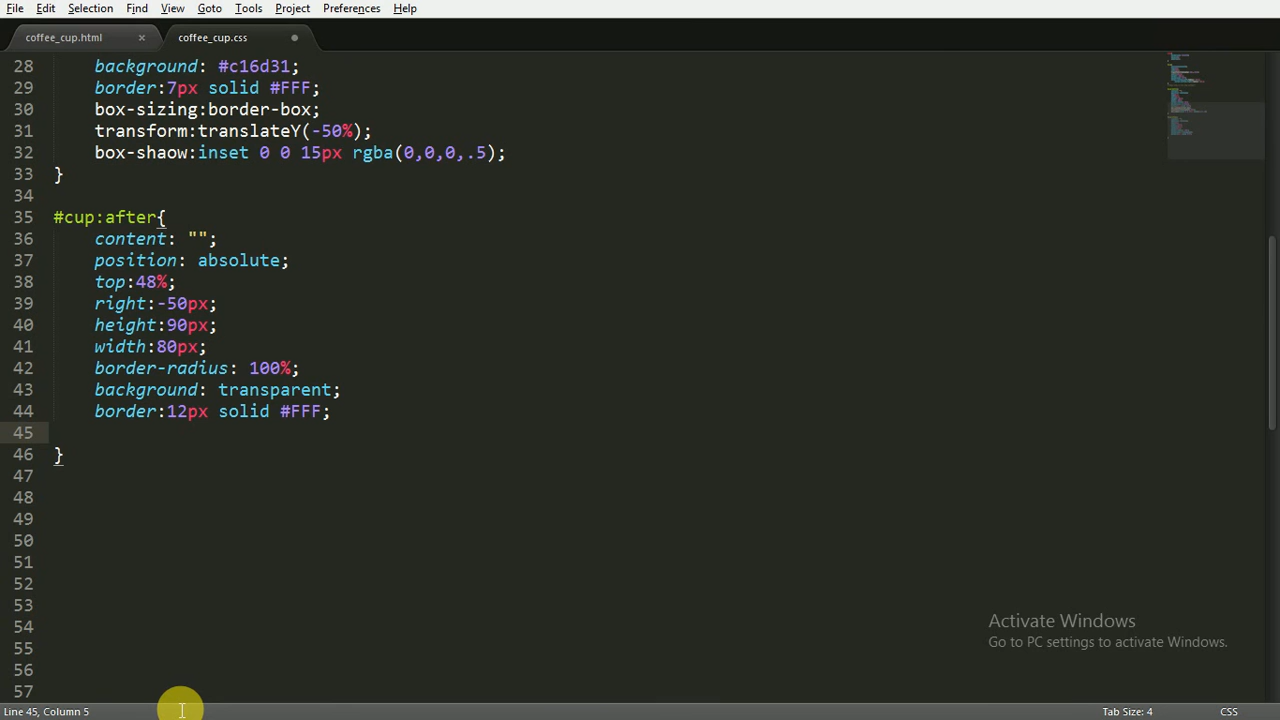 File Edit Selection Find View Goto Tools Project Preferences Help
coffee_cup.html × coffee_cup.css
28 background: #c16d31;
29 border:7px solid #FFF;
30 box-sizing:border-box;
31 transform:translateY(-50%);
32 box-shaow:inset 0 0 15px rgba(0,0,0,.5);
33 }
34
35 #cup:after{
36 content: "";
37 position: absolute;
38 top:48%;
39 right:-50px;
40 height:90px;
41 width:80px;
42 border-radius: 100%;
43 background: transparent;
44 border:12px solid #FFF;
45
46 }
47
48
49
50
51
52
53
54
55
56
57
Activate Windows
Go to PC settings to activate Windows.
Line 45, Column 5 Tab Size: 4 CSS